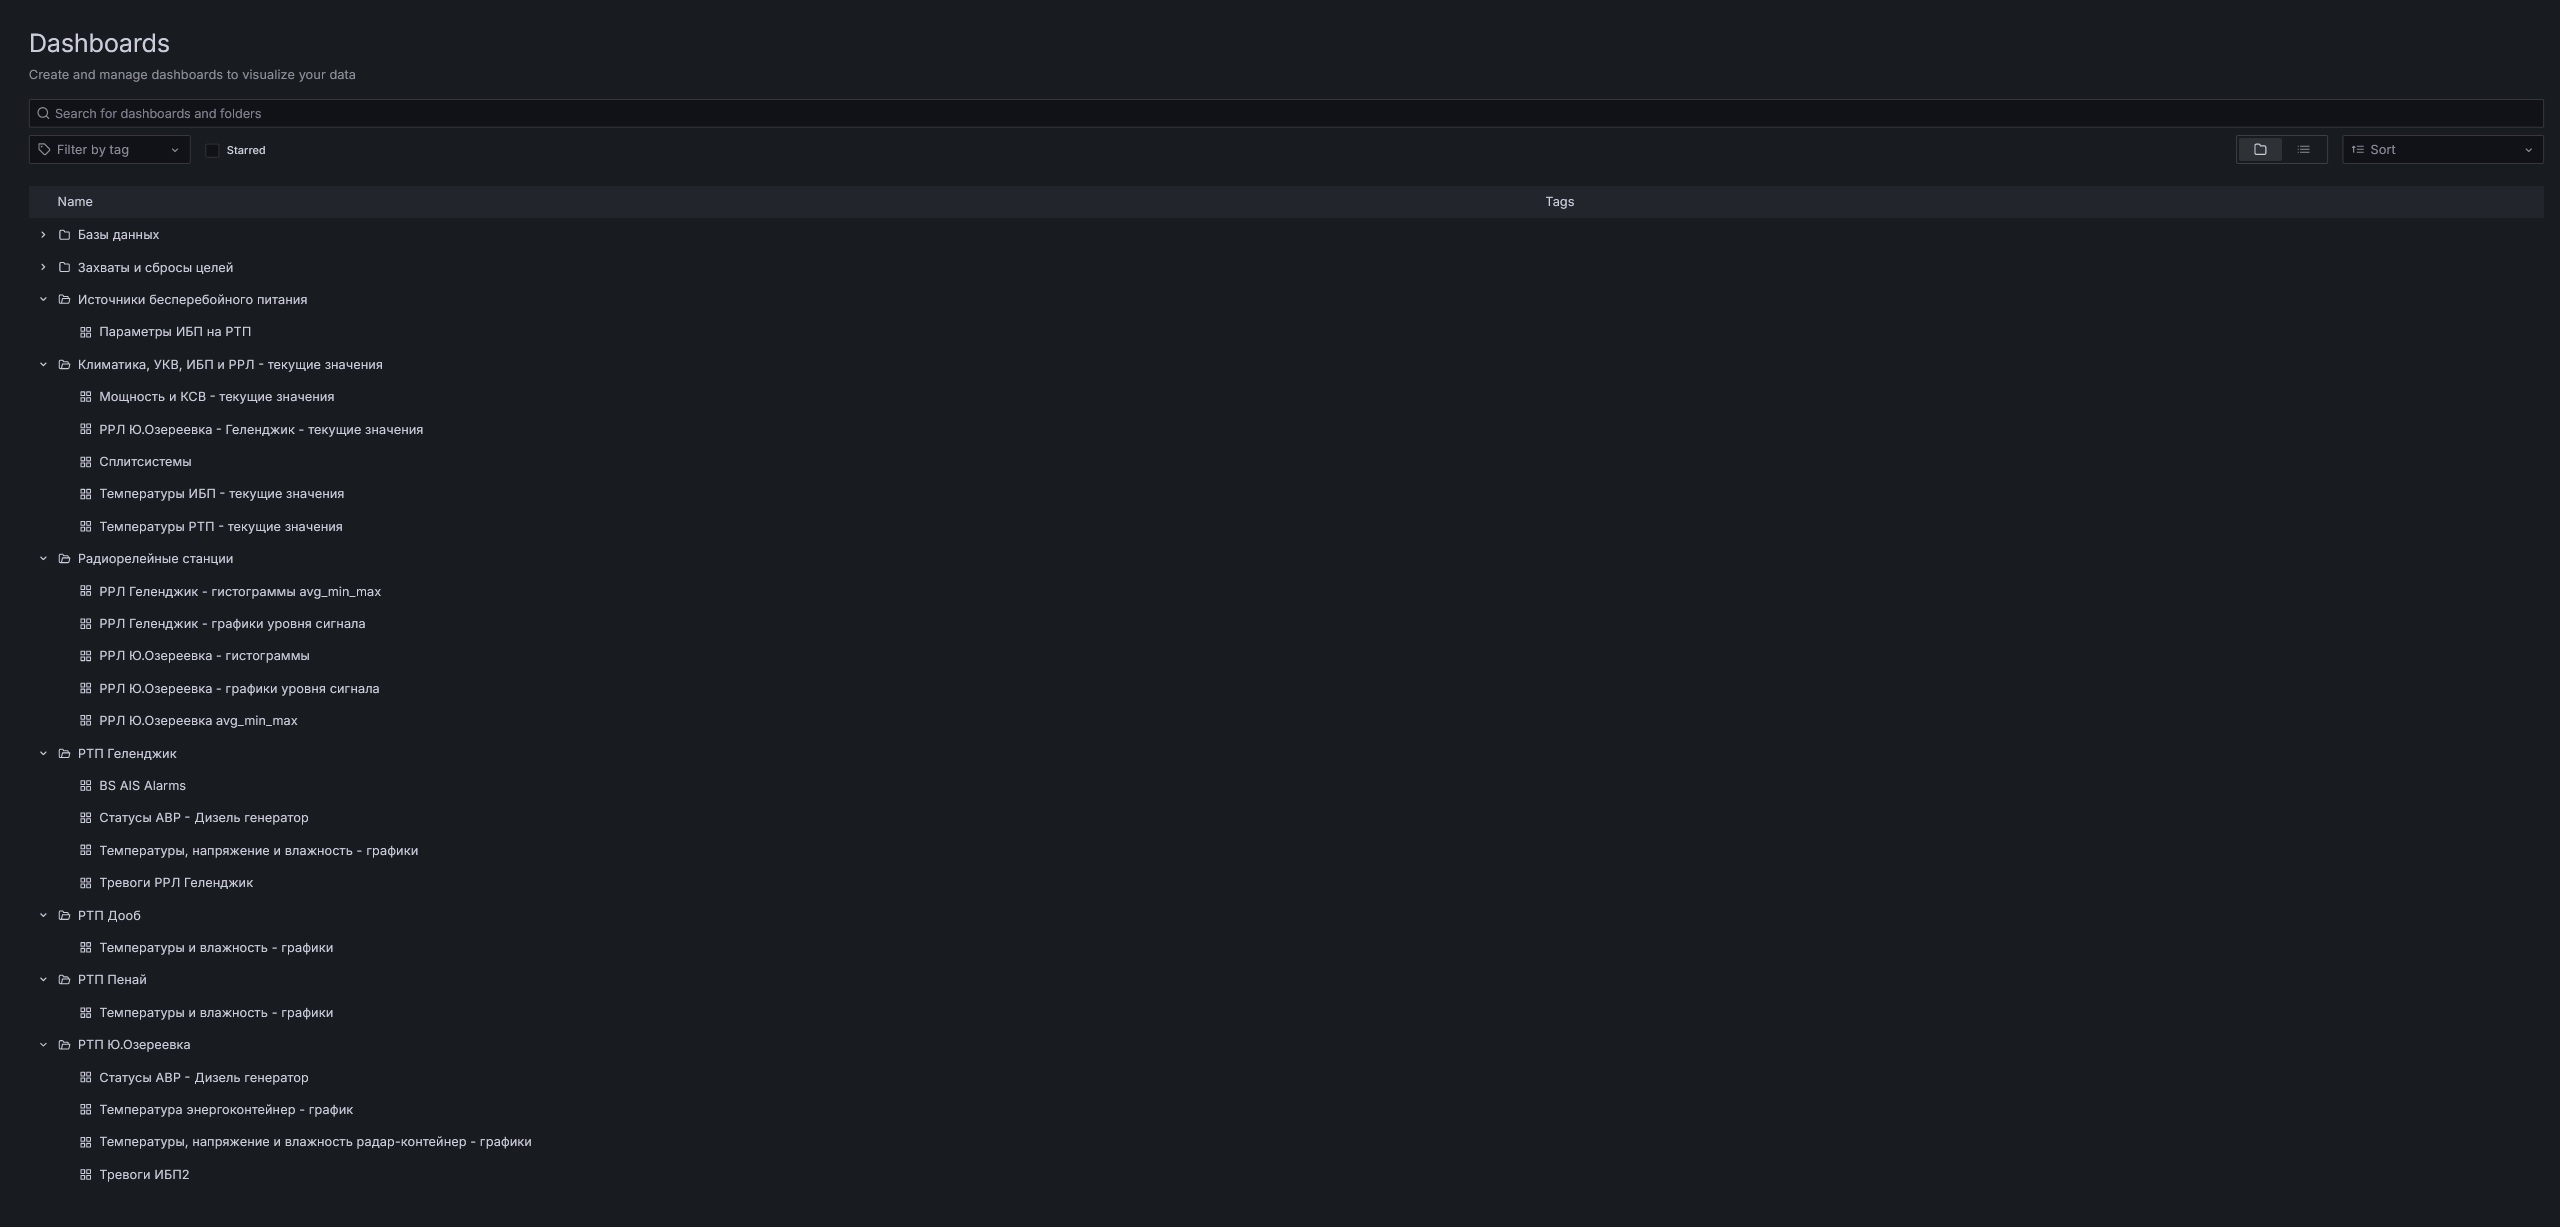 Dashboards
Create and manage dashboards to visualize your data
Search for dashboards and folders
Filter by tag
Starred
Sort
Name
Tags
Базы данных
Захваты и сбросы целей
Источники бесперебойного питания
Параметры ИБП на РТП
Климатика, УКВ, ИБП и РРЛ - текущие значения
Мощность и КСВ - текущие значения
РРЛ Ю.Озереевка - Геленджик - текущие значения
Сплитсистемы
Температуры ИБП - текущие значения
Температуры РТП - текущие значения
Радиорелейные станции
РРЛ Геленджик - гистограммы avg_min_max
РРЛ Геленджик - графики уровня сигнала
РРЛ Ю.Озереевка - гистограммы
РРЛ Ю.Озереевка - графики уровня сигнала
РРЛ Ю.Озереевка avg_min_max
РТП Геленджик
BS AIS Alarms
Статусы АВР - Дизель генератор
Температуры, напряжение и влажность - графики
Тревоги РРЛ Геленджик
РТП Дооб
Температуры и влажность - графики
РТП Пенай
Температуры и влажность - графики
РТП Ю.Озереевка
Статусы АВР - Дизель генератор
Температура энергоконтейнер - график
Температуры, напряжение и влажность радар-контейнер - графики
Тревоги ИБП2